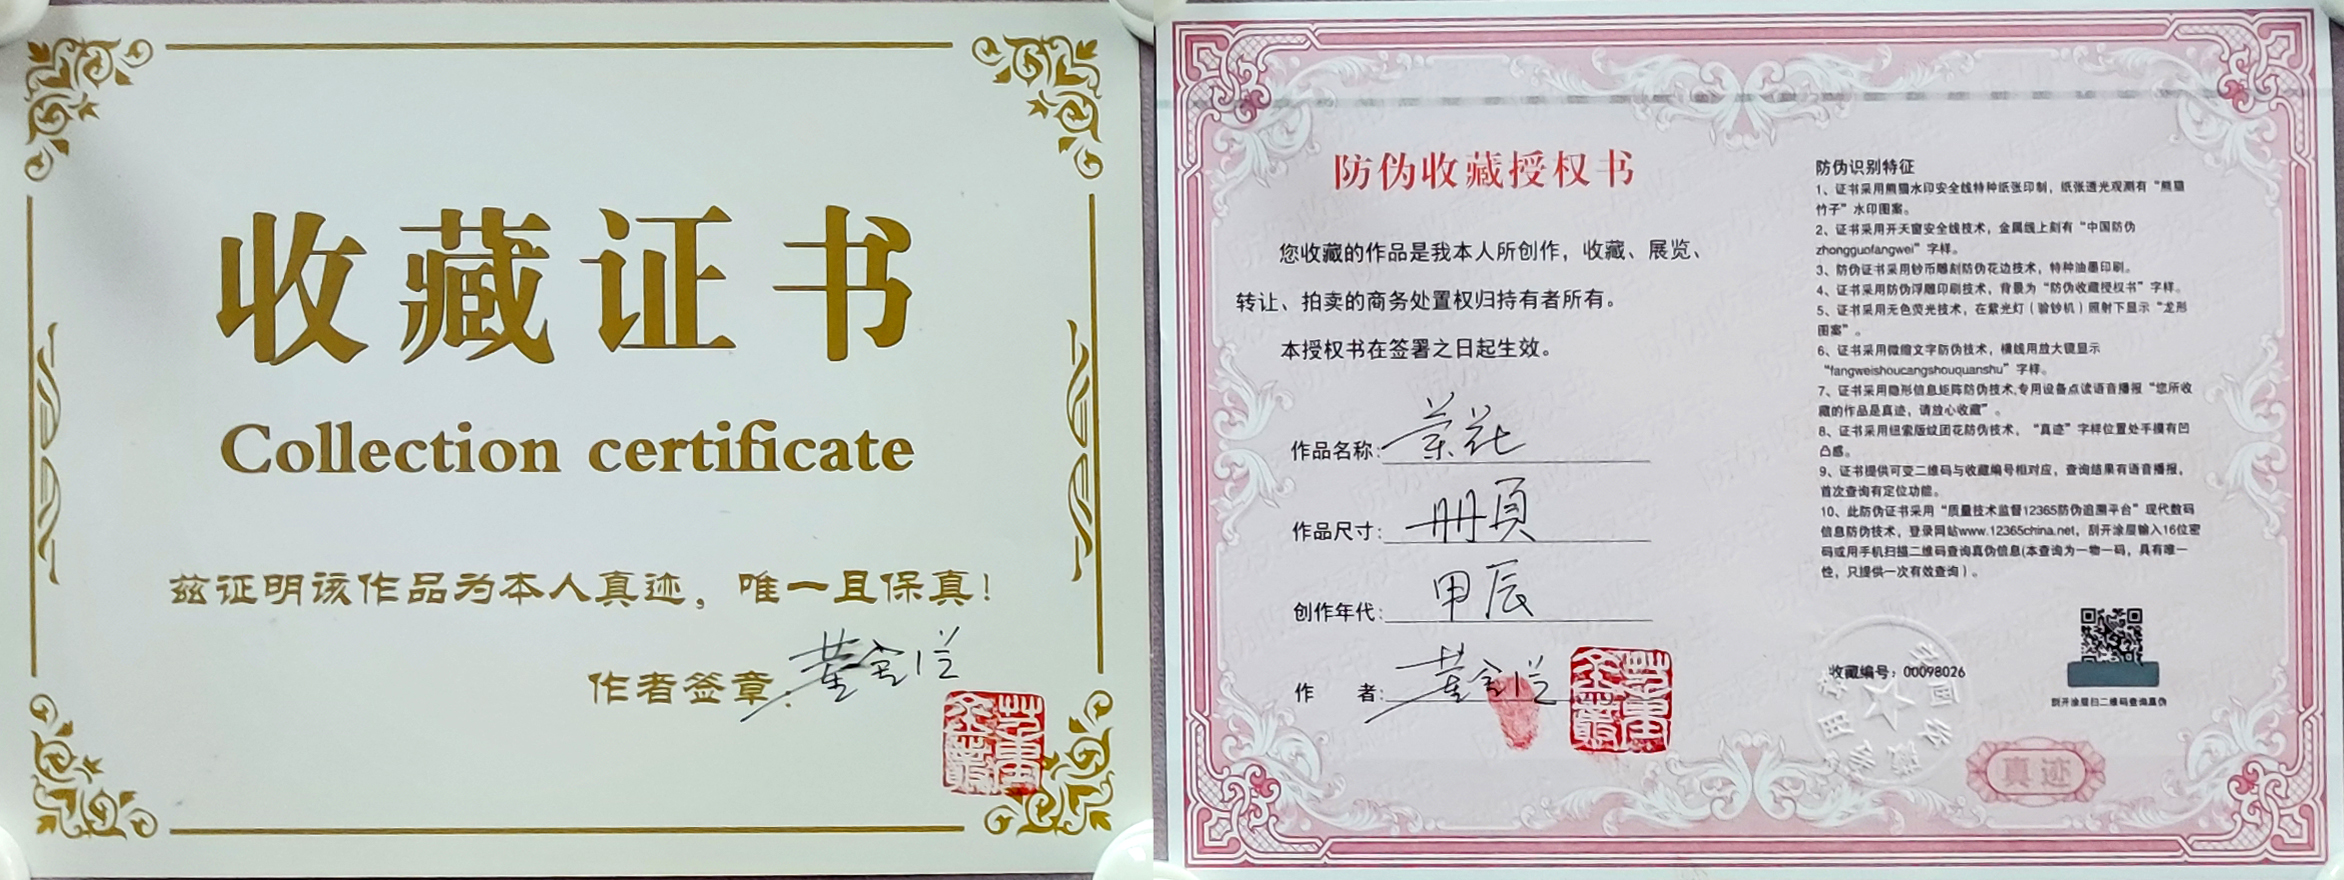 收藏证书
Collection certificate
兹证明该作品为本人真迹，唯一且保真！
作者签章：董金从
防伪收藏授权书
您收藏的作品是我本人所创作，收藏、展览、
转让、拍卖的商务处置权归持有者所有。
本授权书在签署之日起生效。
作品名称：兰花
作品尺寸：册頁
创作年代：甲辰
作 者：董金从
防伪识别特征
1、证书采用熊猫水印安全线特种纸张印制，纸张透光观测有“熊猫
竹子”水印图案。
2、证书采用开天窗安全线技术，金属线上刻有“中国防伪
zhongguofangwei”字样。
3、防伪证书采用钞币雕刻防伪花边技术，特种油墨印刷。
4、证书采用防伪浮雕印刷技术，背景为“防伪收藏授权书”字样。
5、证书采用无色荧光技术，在紫光灯（验钞机）照射下显示“龙形
图案”。
6、证书采用微缩文字防伪技术，横线用放大镜显示
“fangweishoucangshouquanshu”字样。
7、证书采用隐形信息矩阵防伪技术,专用设备点读语音播报“您所收
藏的作品是真迹，请放心收藏”。
8、证书采用纽索版纹团花防伪技术，“真迹”字样位置处手摸有凹
凸感。
9、证书提供可变二维码与收藏编号相对应，查询结果有语音播报，
首次查询有定位功能。
10、此防伪证书采用“质量技术监督12365防伪追溯平台”现代数码
信息防伪技术，登录网站www.12365china.net，刮开涂层输入16位密
码或用手机扫描二维码查询真伪信息(本查询为一物一码，具有唯一
性，只提供一次有效查询）。
收藏编号：00098026
刮开涂层扫二维码查询真伪
真迹